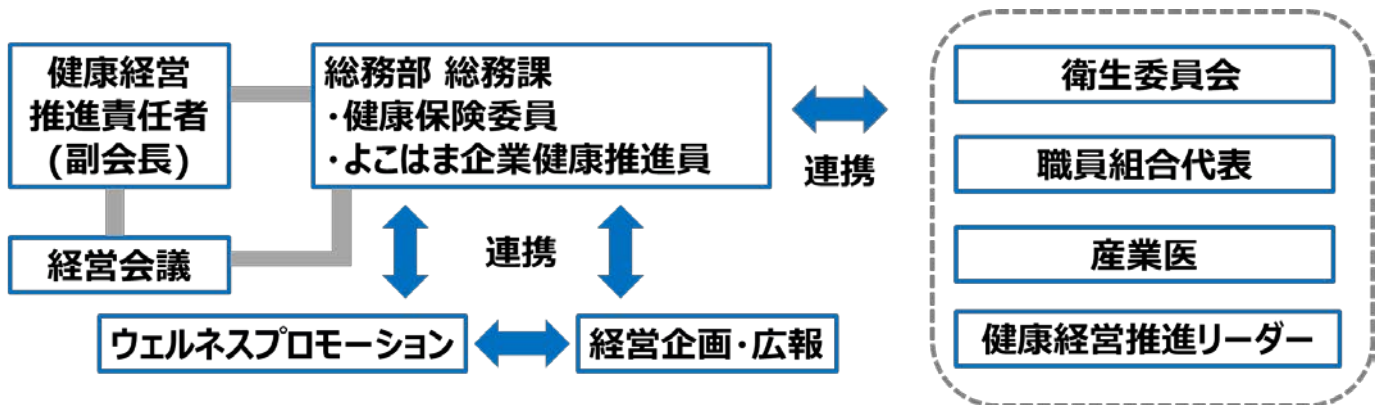 健康経営
推進責任者
(副会長)
総務部 総務課
・健康保険委員
・よこはま企業健康推進員
経営会議
連携
ウェルネスプロモーション
経営企画・広報
連携
衛生委員会
職員組合代表
産業医
健康経営推進リーダー